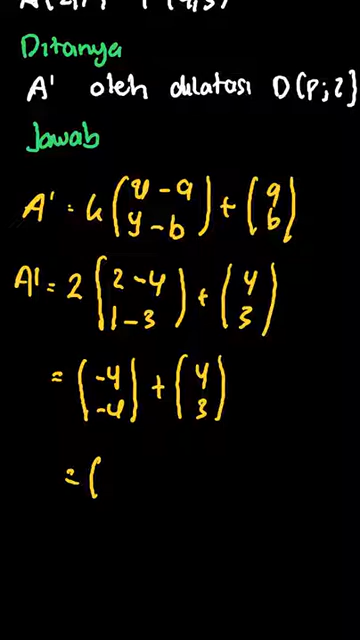 Ditanya
A' oleh dilatasi D[P;2]
Jawab
A' = k (x - a / y - b) + (a / b)
A' = 2 (2 - 4 / 1 - 3) + (4 / 3)
= (-4 / -4) + (4 / 3)
= (